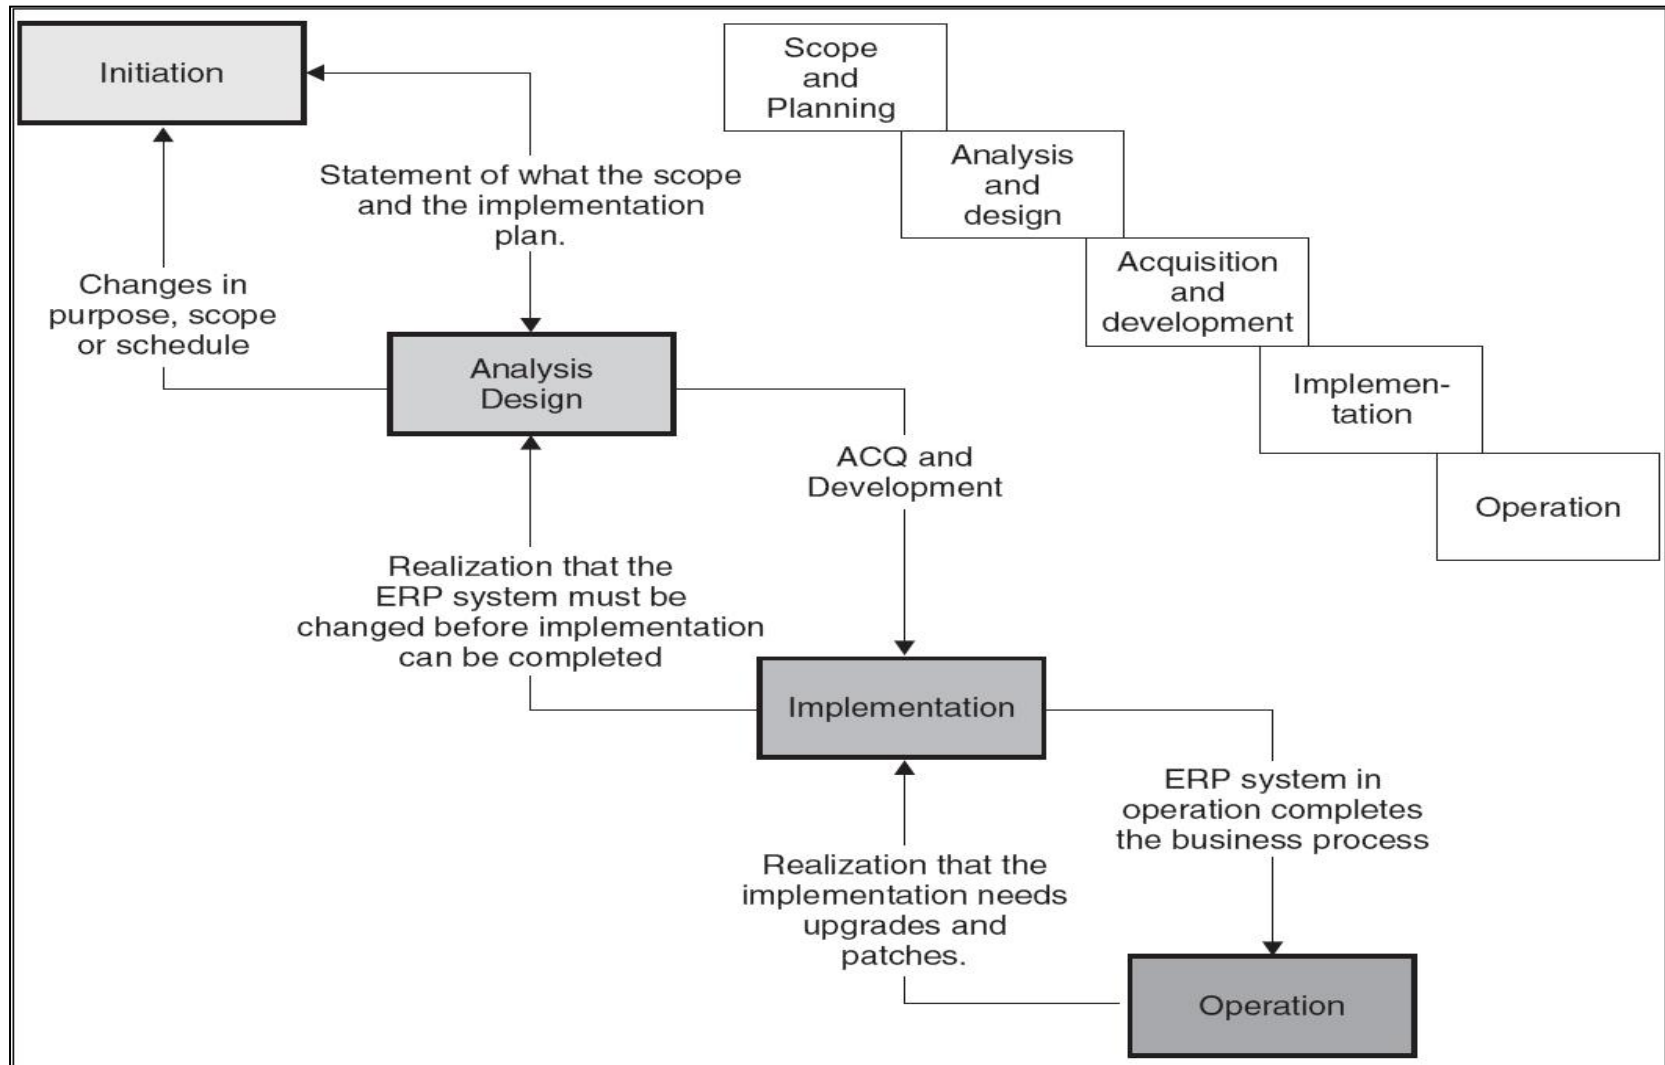 Initiation
Statement of what the scope
and the implementation
plan.
Changes in
purpose, scope
or schedule
Analysis
Design
ACQ and
Development
Realization that the
ERP system must be
changed before implementation
can be completed
Implementation
ERP system in
operation completes
the business process
Realization that the
implementation needs
upgrades and
patches.
Operation
Scope
and
Planning
Analysis
and
design
Acquisition
and
development
Implemen-
tation
Operation